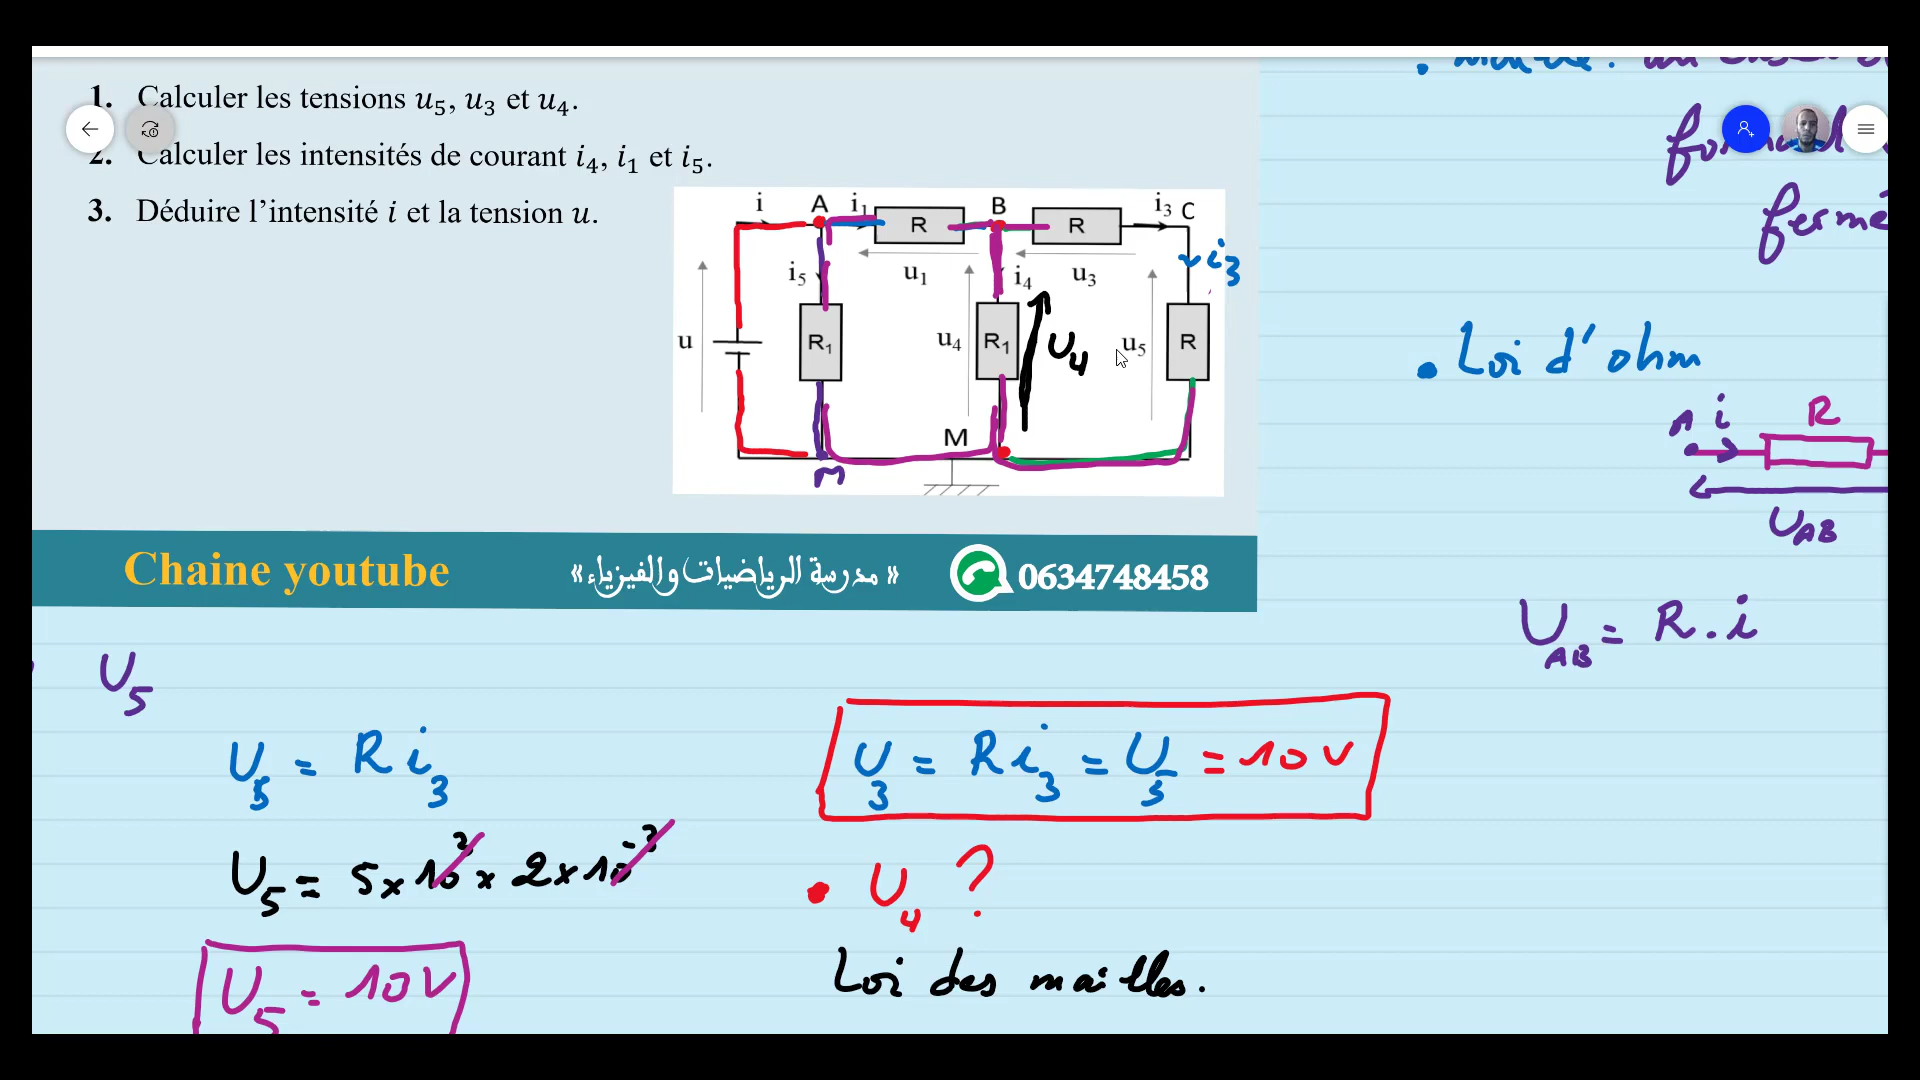 1. Calculer les tensions u5, u3 et u4.
2. Calculer les intensités de courant i4, i1 et i5.
3. Déduire l'intensité i et la tension u.
i A i1 R B R i3 C
i3
i5 u1 i4 u3
u R1 u4 R1 U4 u5 R
M
M
Chaine youtube « مدرسة الرياضيات والفيزياء » 0634748458
• Loi d'ohm
A i R
UAB
UAB = R . i
U5
U5 = R i3
U5 = 5 x 10^3 x 2 x 10^-3
U5 = 10V
U3 = R i3 = U5 = 10 V
• U4 ?
Loi des mailles.